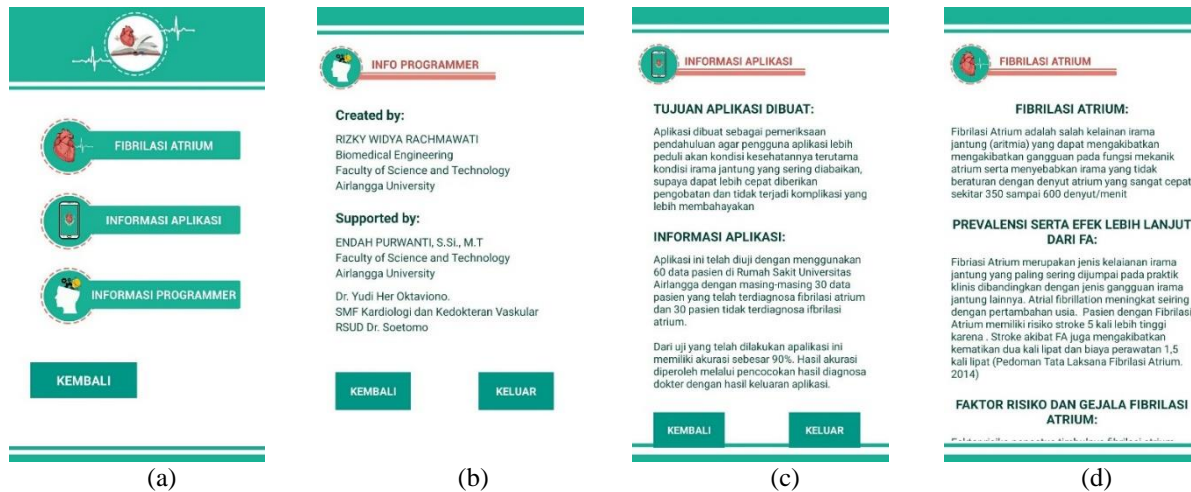 FIBRILASI ATRIUM
INFORMASI APLIKASI
INFORMASI PROGRAMMER
KEMBALI
(a)
INFO PROGRAMMER
Created by:
RIZKY WIDYA RACHMAWATI
Biomedical Engineering
Faculty of Science and Technology
Airlangga University
Supported by:
ENDAH PURWANTI, S.Si., M.T
Faculty of Science and Technology
Airlangga University
Dr. Yudi Her Oktaviono.
SMF Kardiologi dan Kedokteran Vaskular
RSUD Dr. Soetomo
KEMBALI
KELUAR
(b)
INFORMASI APLIKASI
TUJUAN APLIKASI DIBUAT:
Aplikasi dibuat sebagai pemeriksaan
pendahuluan agar pengguna aplikasi lebih
peduli akan kondisi kesehatannya terutama
kondisi irama jantung yang sering diabaikan,
supaya dapat lebih cepat diberikan
pengobatan dan tidak terjadi komplikasi yang
lebih membahayakan
INFORMASI APLIKASI:
Aplikasi ini telah diuji dengan menggunakan
60 data pasien di Rumah Sakit Universitas
Airlangga dengan masing-masing 30 data
pasien yang telah terdiagnosa fibrilasi atrium
dan 30 pasien tidak terdiagnosa ifbrilasi
atrium.
Dari uji yang telah dilakukan apalikasi ini
memiliki akurasi sebesar 90%. Hasil akurasi
diperoleh melalui pencocokan hasil diagnosa
dokter dengan hasil keluaran aplikasi.
KEMBALI
KELUAR
(c)
FIBRILASI ATRIUM
FIBRILASI ATRIUM:
Fibrilasi Atrium adalah salah kelainan irama
jantung (aritmia) yang dapat mengakibatkan
mengakibatkan gangguan pada fungsi mekanik
atrium serta menyebabkan irama yang tidak
beraturan dengan denyut atrium yang sangat cepat
sekitar 350 sampai 600 denyut/menit
PREVALENSI SERTA EFEK LEBIH LANJUT
DARI FA:
Fibriasi Atrium merupakan jenis kelaianan irama
jantung yang paling sering dijumpai pada praktik
klinis dibandingkan dengan jenis gangguan irama
jantung lainnya. Atrial fibrillation meningkat seiring
dengan pertambahan usia. Pasien dengan Fibrilasi
Atrium memiliki risiko stroke 5 kali lebih tinggi
karena . Stroke akibat FA juga mengakibatkan
kematikan dua kali lipat dan biaya perawatan 1,5
kali lipat (Pedoman Tata Laksana Fibrilasi Atrium.
2014)
FAKTOR RISIKO DAN GEJALA FIBRILASI
ATRIUM:
(d)